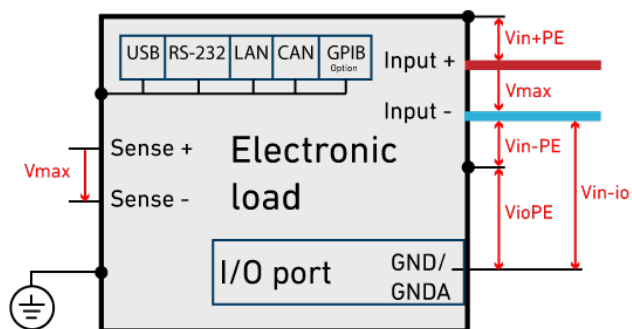 USB RS-232 LAN CAN GPIB
Option
Input +
Input -
Vin+PE
Vmax
Vin-PE
VioPE
Vin-io
Sense +
Sense -
Vmax
Electronic
load
I/O port
GND/
GNDA